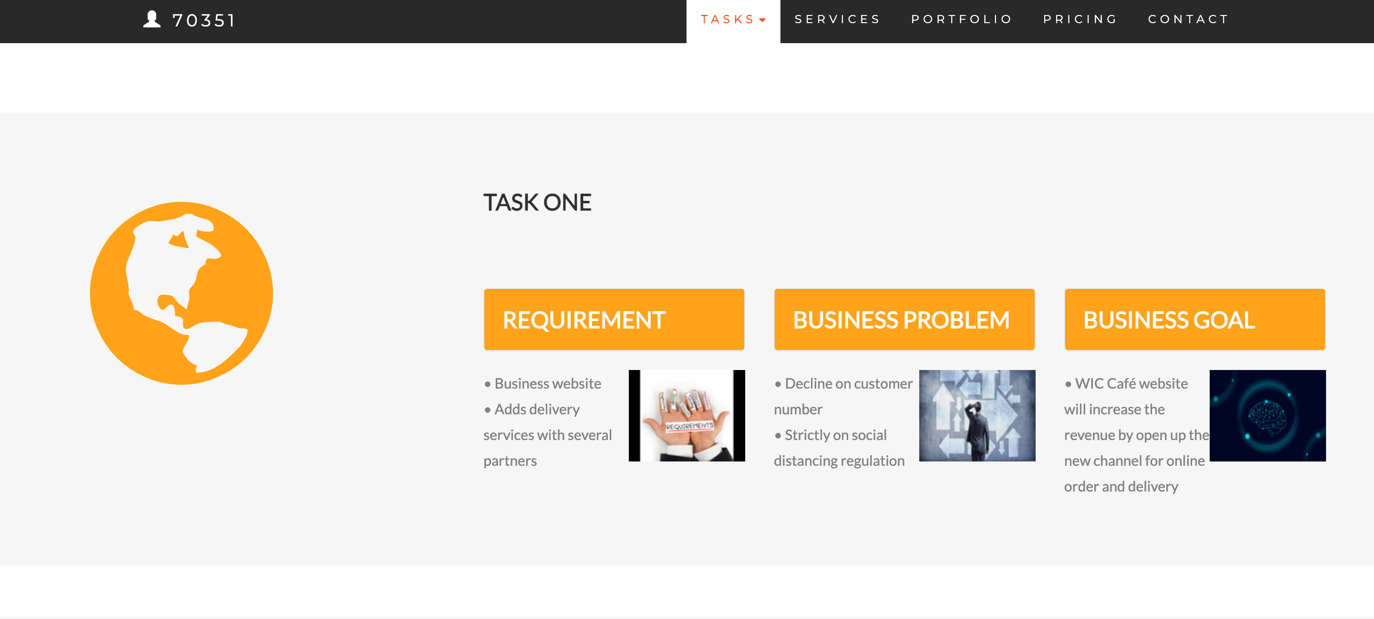 70351
TASKS
SERVICES
PORTFOLIO
PRICING
CONTACT
TASK ONE
REQUIREMENT
• Business website
• Adds delivery
services with several
partners
REQUIREMENTS
BUSINESS PROBLEM
• Decline on customer
number
• Strictly on social
distancing regulation
BUSINESS GOAL
• WIC Café website
will increase the
revenue by open up the
new channel for online
order and delivery